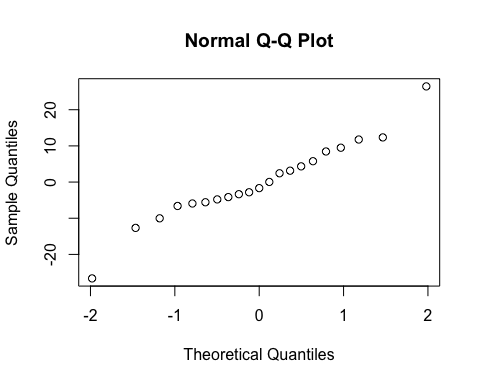 Normal Q-Q Plot
20
10
0
-20
Sample Quantiles
-2 -1 0 1 2
Theoretical Quantiles